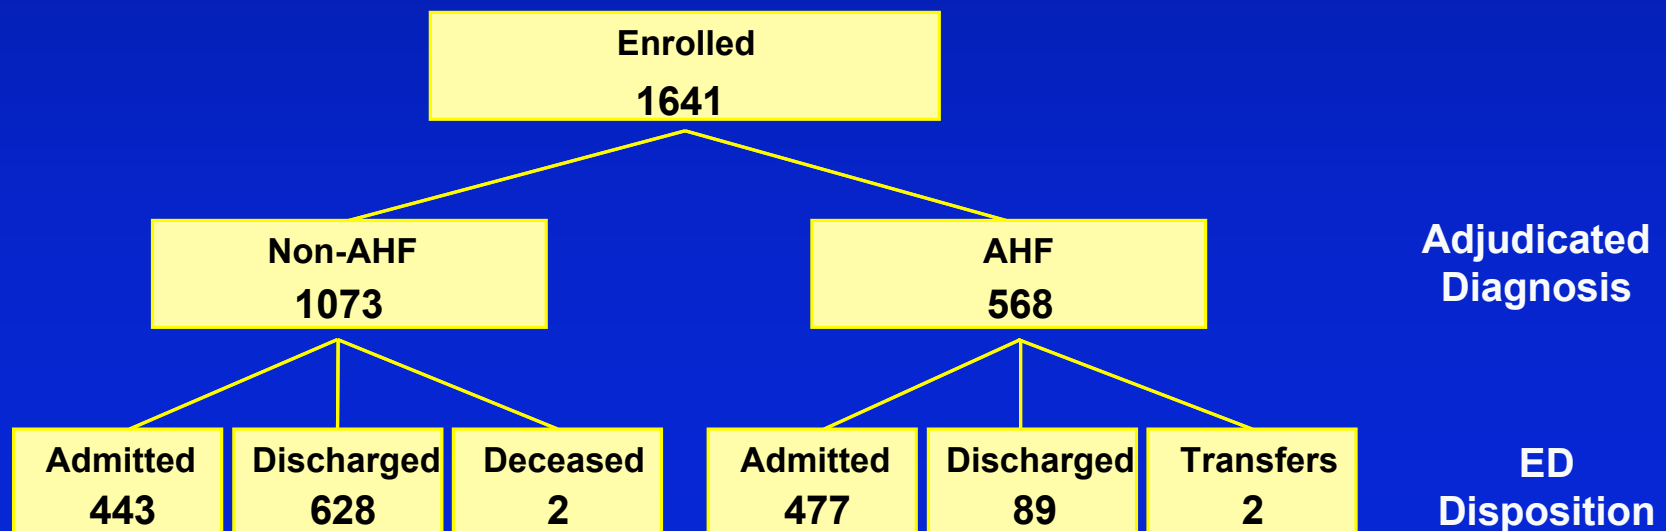 Enrolled
1641
Non-AHF
1073
AHF
568
Adjudicated
Diagnosis
Admitted
443
Discharged
628
Deceased
2
Admitted
477
Discharged
89
Transfers
2
ED
Disposition